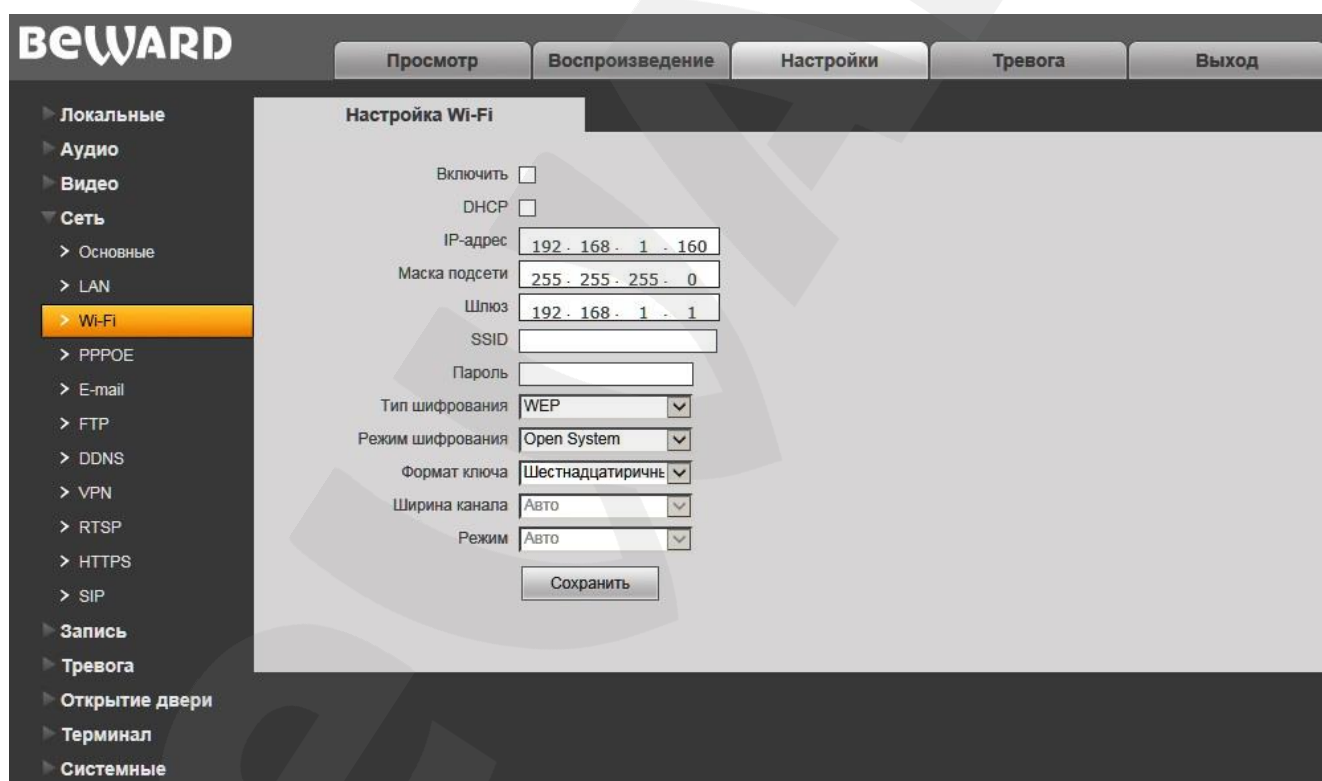 BEWARD
Просмотр Воспроизведение Настройки Тревога Выход
Локальные
Аудио
Видео
Сеть
Основные
LAN
Wi-Fi
PPPOE
E-mail
FTP
DDNS
VPN
RTSP
HTTPS
SIP
Запись
Тревога
Открытие двери
Терминал
Системные
Настройка Wi-Fi
Включить
DHCP
IP-адрес 192. 168. 1 . 160
Маска подсети 255. 255. 255. 0
Шлюз 192. 168. 1 . 1
SSID
Пароль
Тип шифрования WEP
Режим шифрования Open System
Формат ключа Шестнадцатиричнь
Ширина канала Авто
Режим Авто
Сохранить